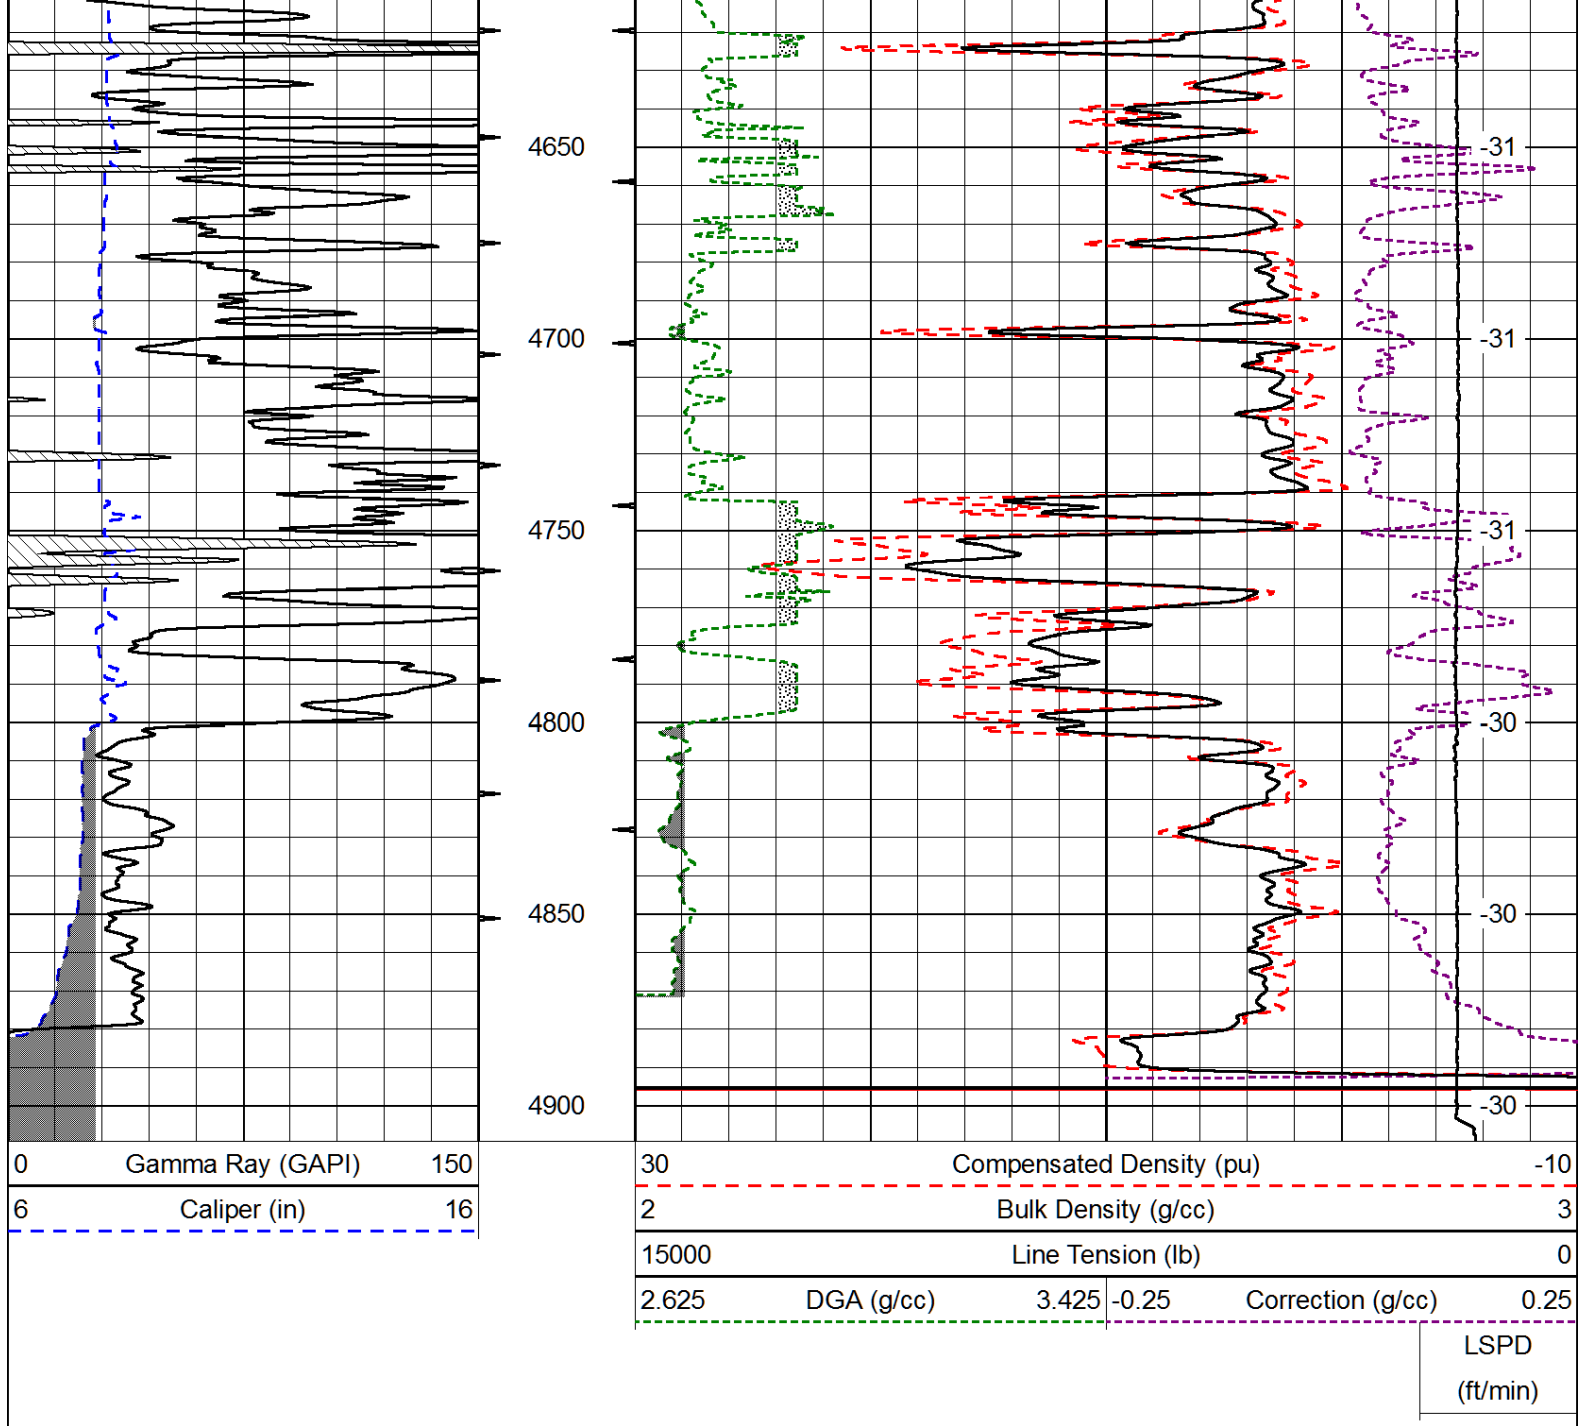 4650 -31
4700 -31
4750 -31
4800 -30
4850 -30
4900 -30
0 Gamma Ray (GAPI) 150
6 Caliper (in) 16
30 Compensated Density (pu) -10
2 Bulk Density (g/cc) 3
15000 Line Tension (lb) 0
2.625 DGA (g/cc) 3.425 -0.25 Correction (g/cc) 0.25
LSPD
(ft/min)